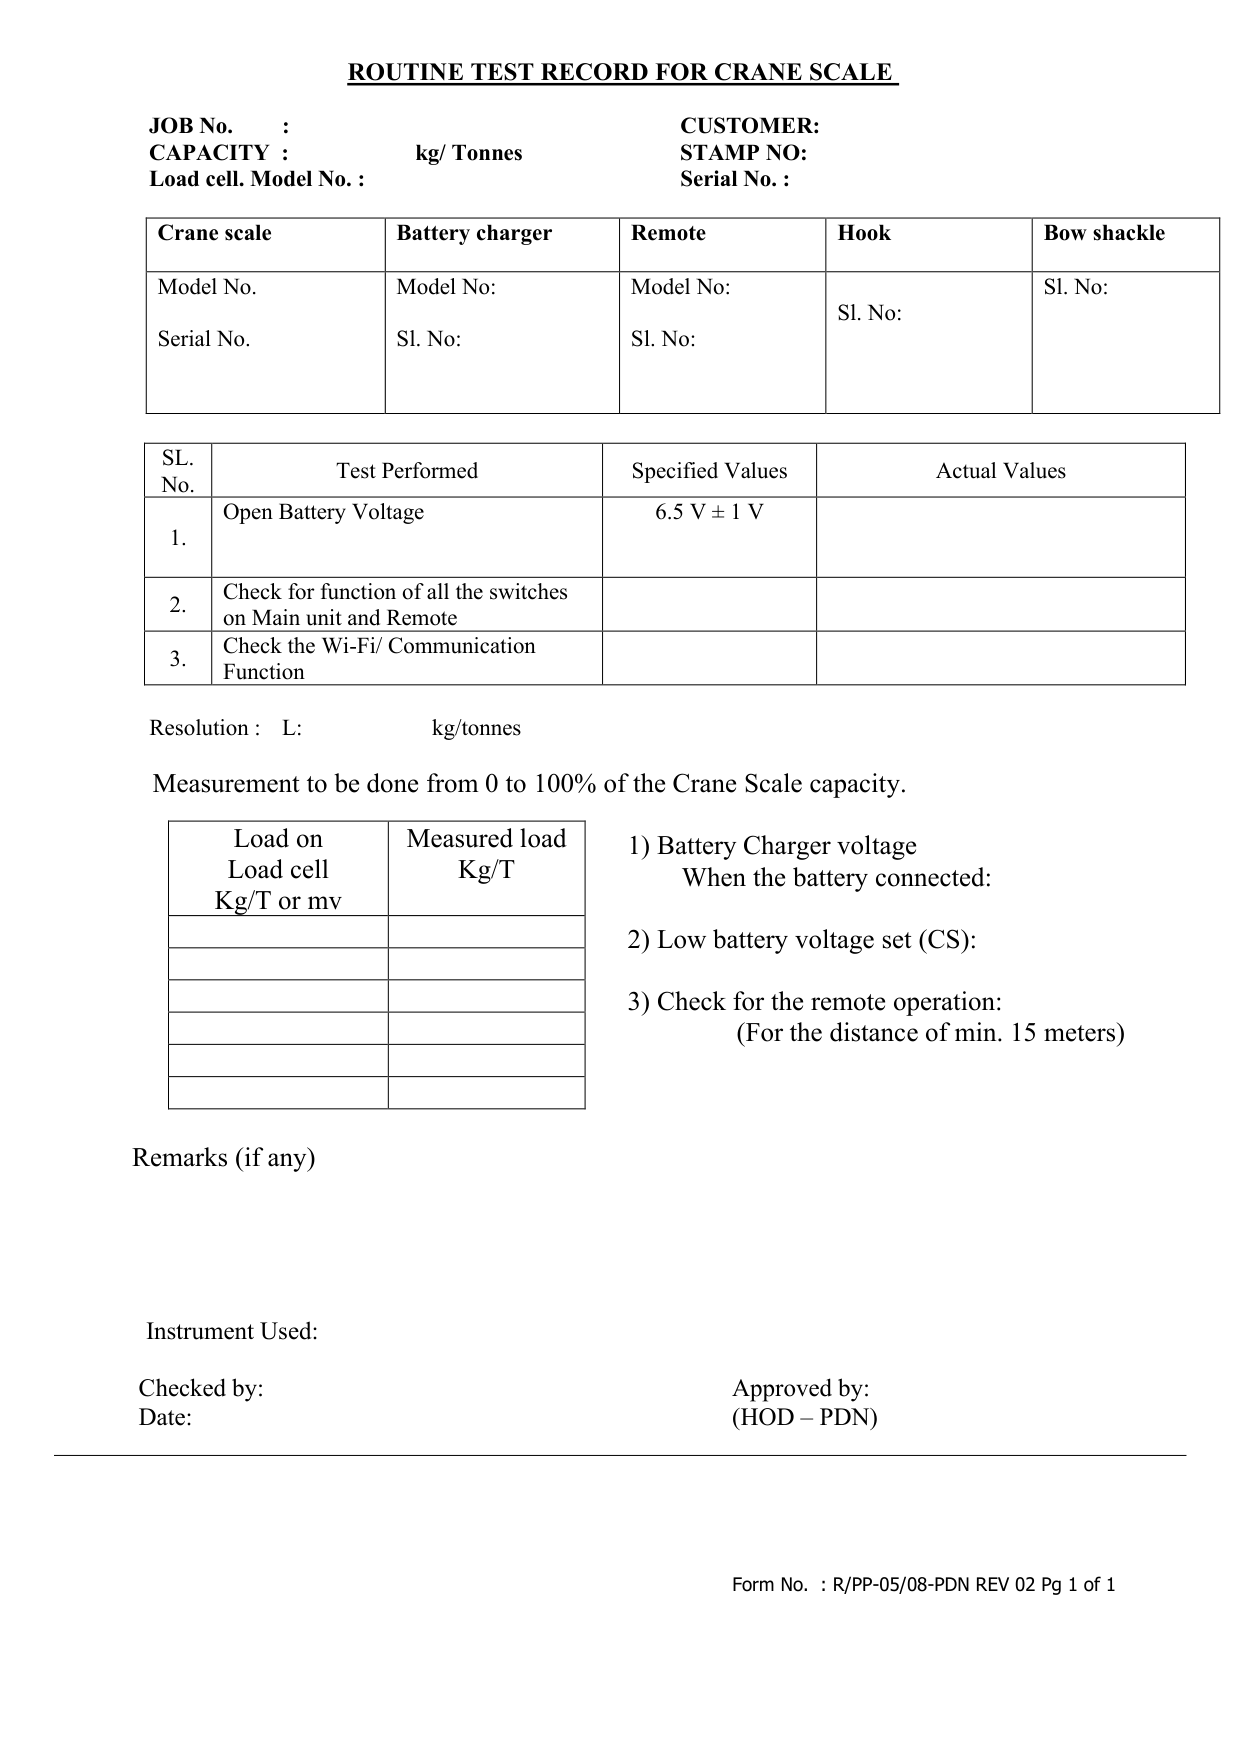 ROUTINE TEST RECORD FOR CRANE SCALE
JOB No. : CUSTOMER:
CAPACITY : kg/ Tonnes STAMP NO:
Load cell. Model No. : Serial No. :
Crane scale Battery charger Remote Hook Bow shackle
Model No. Model No: Model No: Sl. No:
Sl. No:
Serial No. Sl. No: Sl. No:
SL.
No. Test Performed Specified Values Actual Values
Open Battery Voltage 6.5 V ± 1 V
1.
2. Check for function of all the switches
on Main unit and Remote
3. Check the Wi-Fi/ Communication
Function
Resolution : L: kg/tonnes
Measurement to be done from 0 to 100% of the Crane Scale capacity.
Load on Measured load
Load cell Kg/T
Kg/T or mv
1) Battery Charger voltage
When the battery connected:
2) Low battery voltage set (CS):
3) Check for the remote operation:
(For the distance of min. 15 meters)
Remarks (if any)
Instrument Used:
Checked by: Approved by:
Date: (HOD – PDN)
Form No. : R/PP-05/08-PDN REV 02 Pg 1 of 1